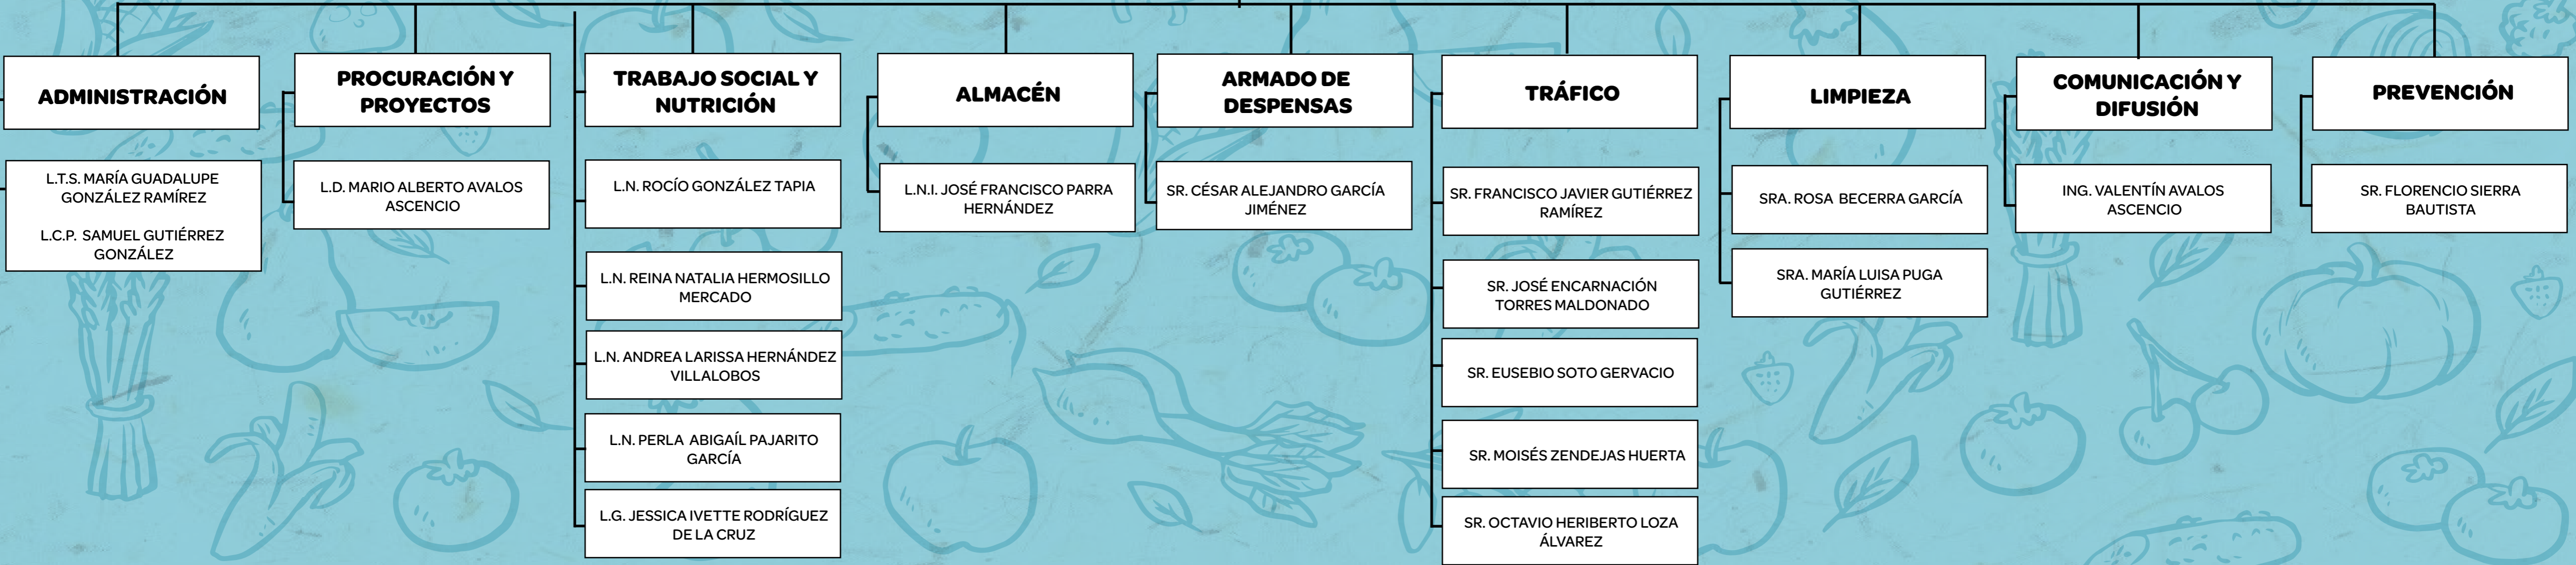 ADMINISTRACIÓN
L.T.S. MARÍA GUADALUPE
GONZÁLEZ RAMÍREZ
L.C.P. SAMUEL GUTIÉRREZ
GONZÁLEZ
PROCURACIÓN Y
PROYECTOS
L.D. MARIO ALBERTO AVALOS
ASCENCIO
TRABAJO SOCIAL Y
NUTRICIÓN
L.N. ROCÍO GONZÁLEZ TAPIA
L.N. REINA NATALIA HERMOSILLO
MERCADO
L.N. ANDREA LARISSA HERNÁNDEZ
VILLALOBOS
L.N. PERLA ABIGAÍL PAJARITO
GARCÍA
L.G. JESSICA IVETTE RODRÍGUEZ
DE LA CRUZ
ALMACÉN
L.N.I. JOSÉ FRANCISCO PARRA
HERNÁNDEZ
ARMADO DE
DESPENSAS
SR. CÉSAR ALEJANDRO GARCÍA
JIMÉNEZ
TRÁFICO
SR. FRANCISCO JAVIER GUTIÉRREZ
RAMÍREZ
SR. JOSÉ ENCARNACIÓN
TORRES MALDONADO
SR. EUSEBIO SOTO GERVACIO
SR. MOISÉS ZENDEJAS HUERTA
SR. OCTAVIO HERIBERTO LOZA
ÁLVAREZ
LIMPIEZA
SRA. ROSA BECERRA GARCÍA
SRA. MARÍA LUISA PUGA
GUTIÉRREZ
COMUNICACIÓN Y
DIFUSIÓN
ING. VALENTÍN AVALOS
ASCENCIO
PREVENCIÓN
SR. FLORENCIO SIERRA
BAUTISTA